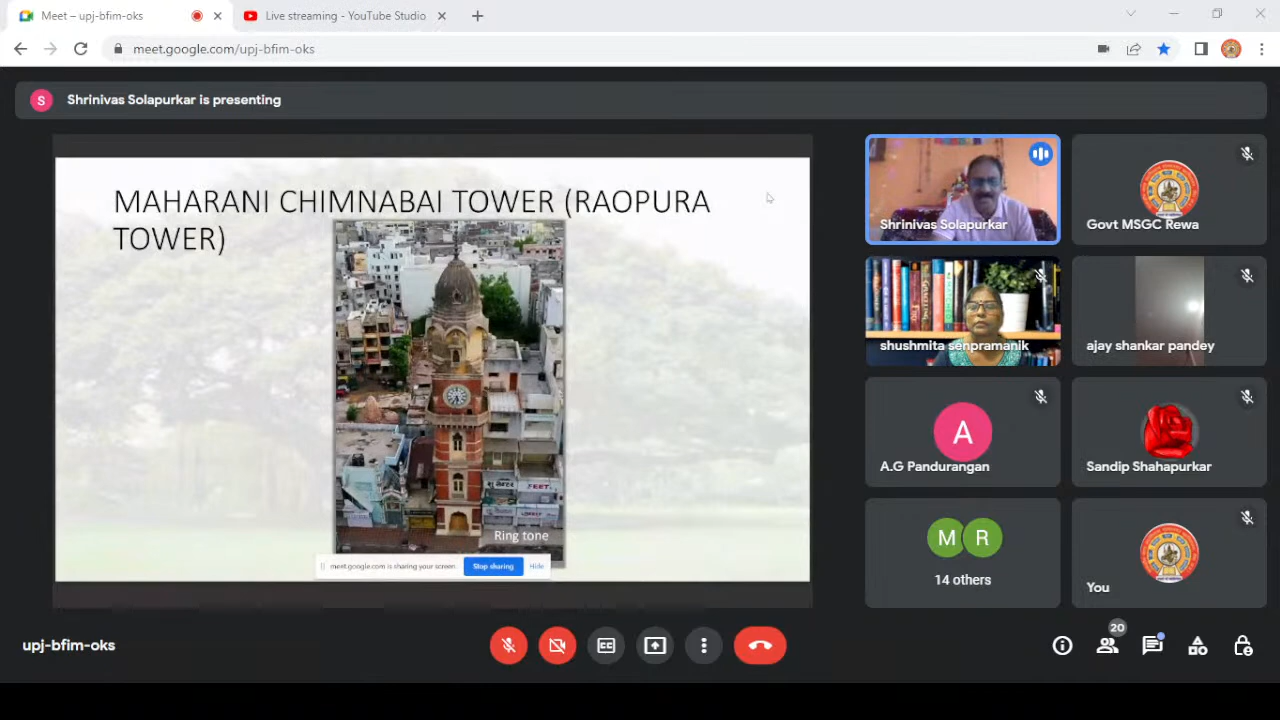 Meet – upj-bfim-oks
Live streaming - YouTube Studio
meet.google.com/upj-bfim-oks
S
Shrinivas Solapurkar is presenting
MAHARANI CHIMNABAI TOWER (RAOPURA
TOWER)
Ring tone
meet.google.com is sharing your screen.
Stop sharing
Hide
Shrinivas Solapurkar
Govt MSGC Rewa
shushmita senpramanik
ajay shankar pandey
A
A.G Pandurangan
Sandip Shahapurkar
M R
14 others
You
upj-bfim-oks
CC
20